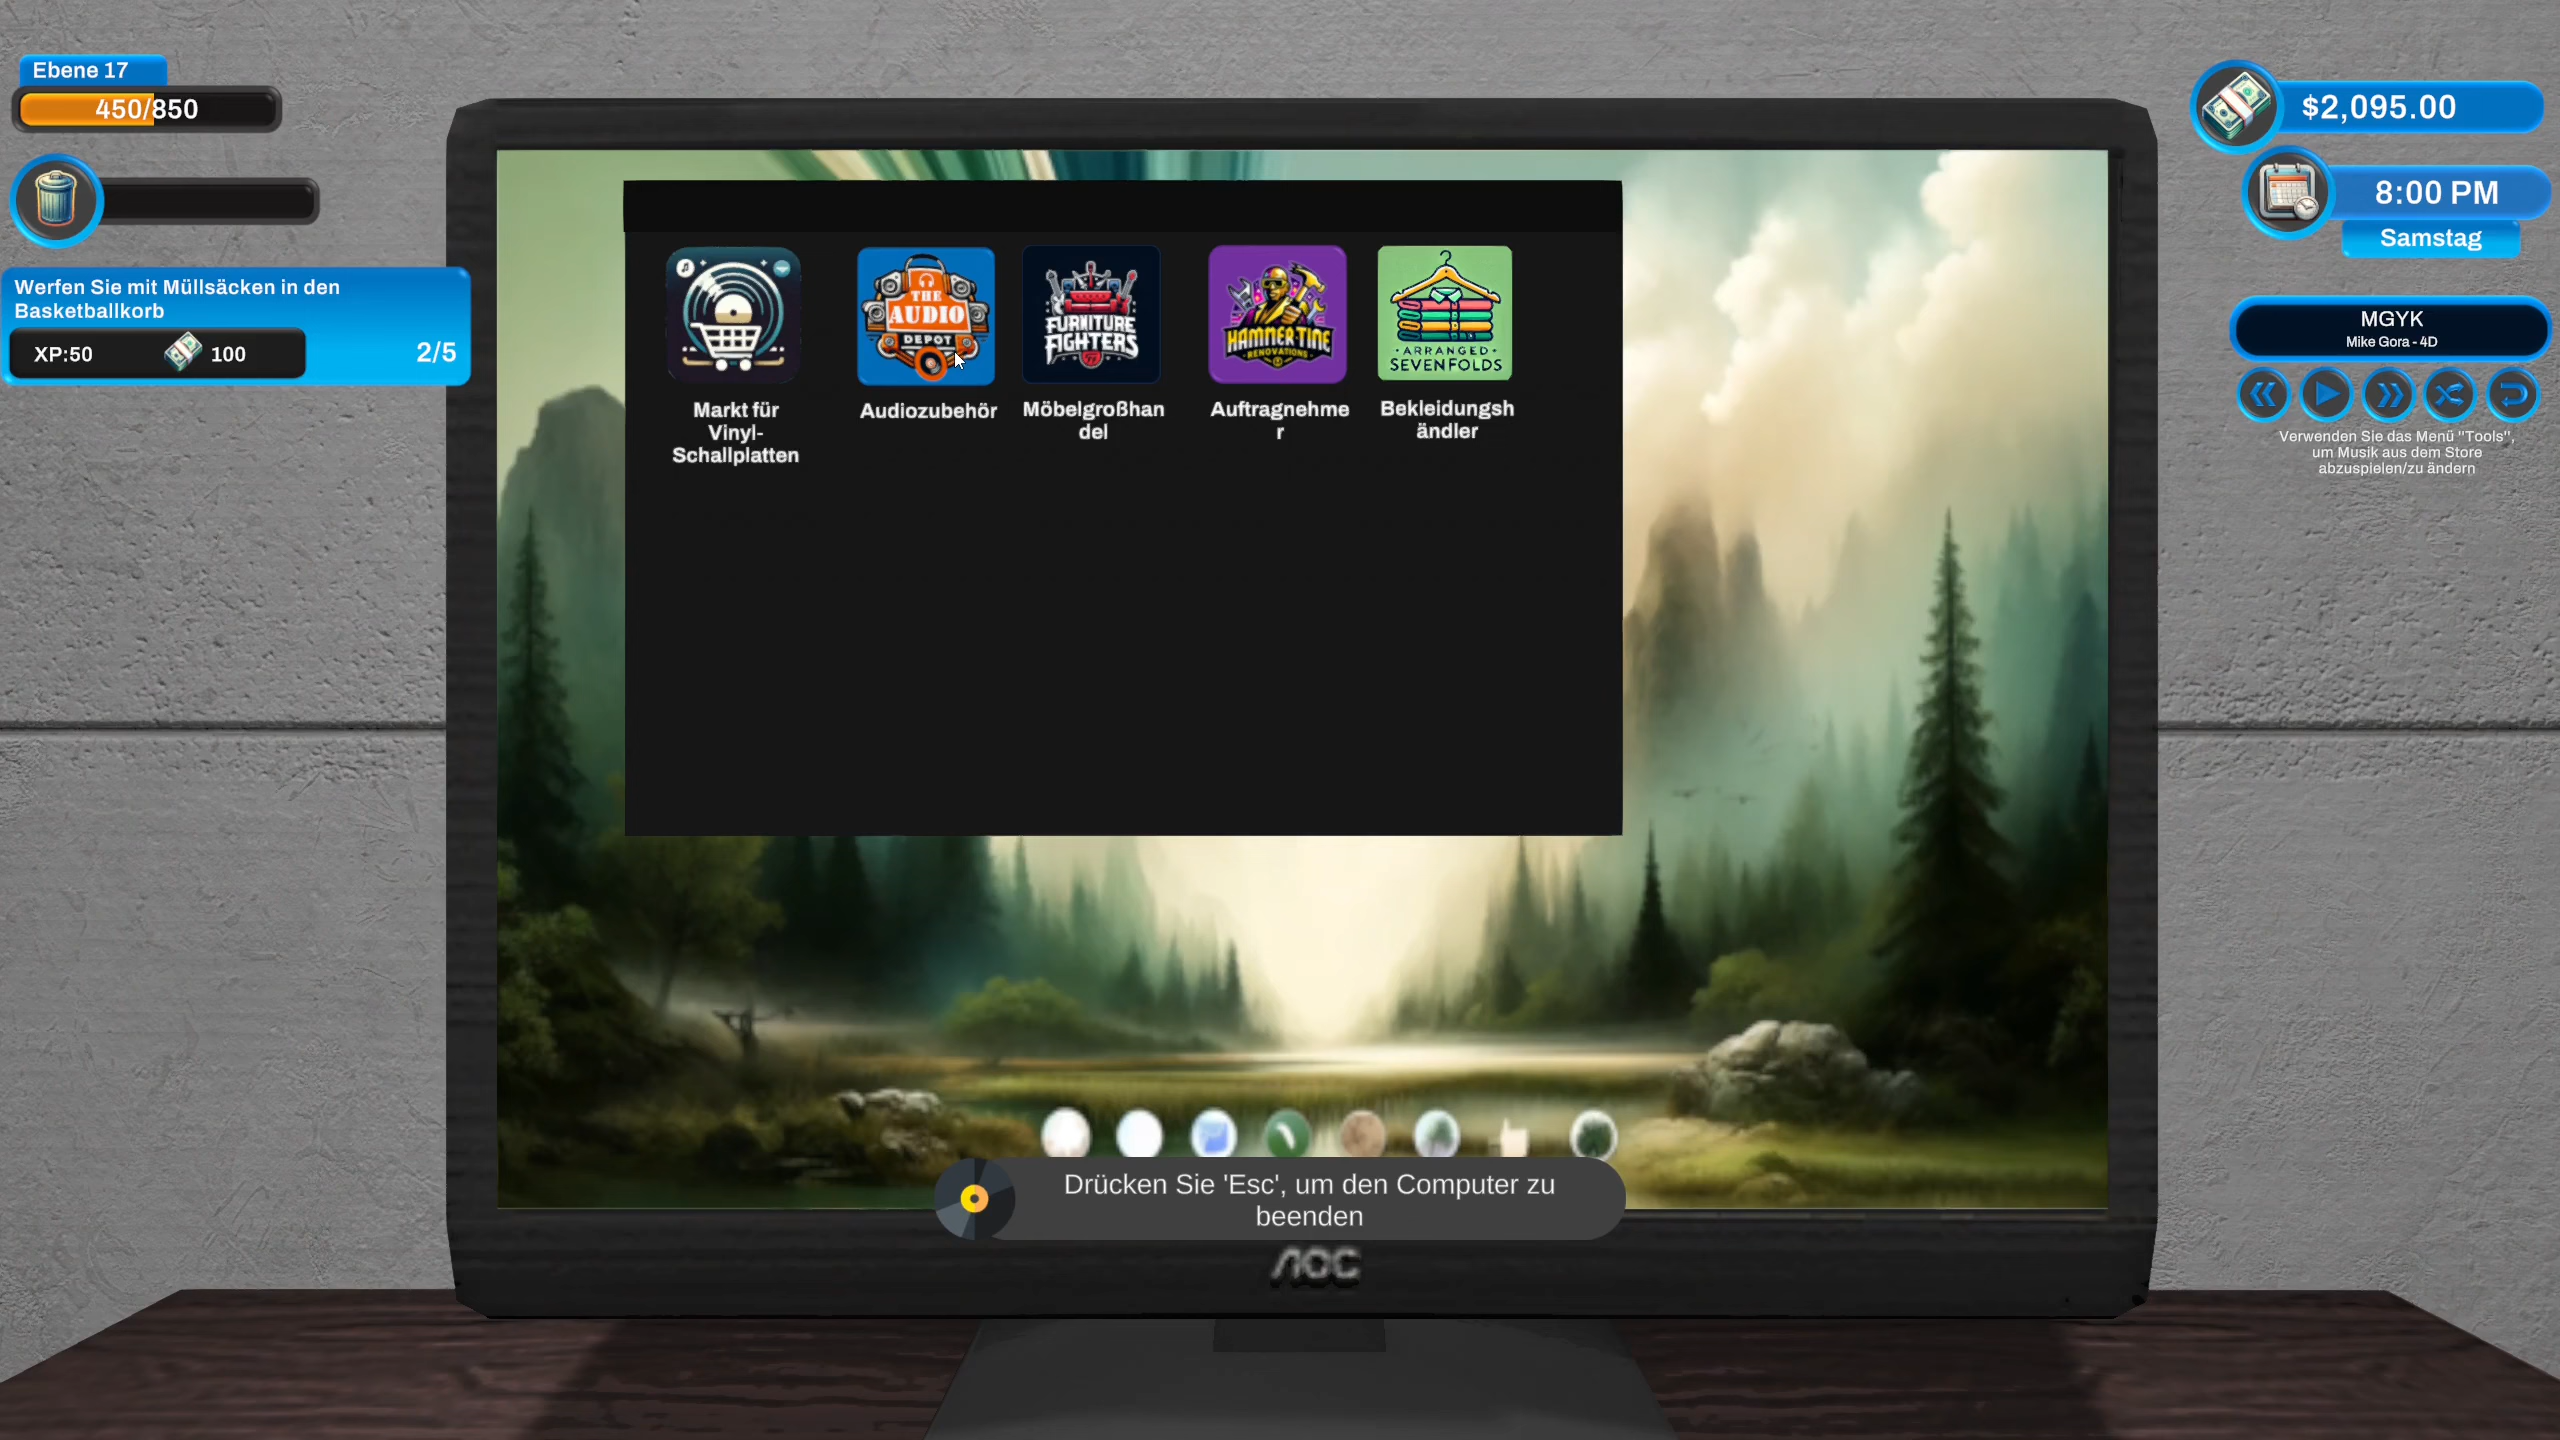 Ebene 17
450/850
Werfen Sie mit Müllsäcken in den
Basketballkorb
XP:50 100 2/5
$2,095.00
8:00 PM
Samstag
MGYK
Mike Gora - 4D
Verwenden Sie das Menü "Tools",
um Musik aus dem Store
abzuspielen/zu ändern
THE
AUDIO
DEPOT
FURNITURE
FIGHTERS
HAMMER TIME
RENOVATIONS
ARRANGED
SEVENFOLDS
Markt für
Vinyl-
Schallplatten
Audiozubehör
Möbelgroßhan
del
Auftragnehme
r
Bekleidungsh
ändler
Drücken Sie 'Esc', um den Computer zu
beenden
AOC